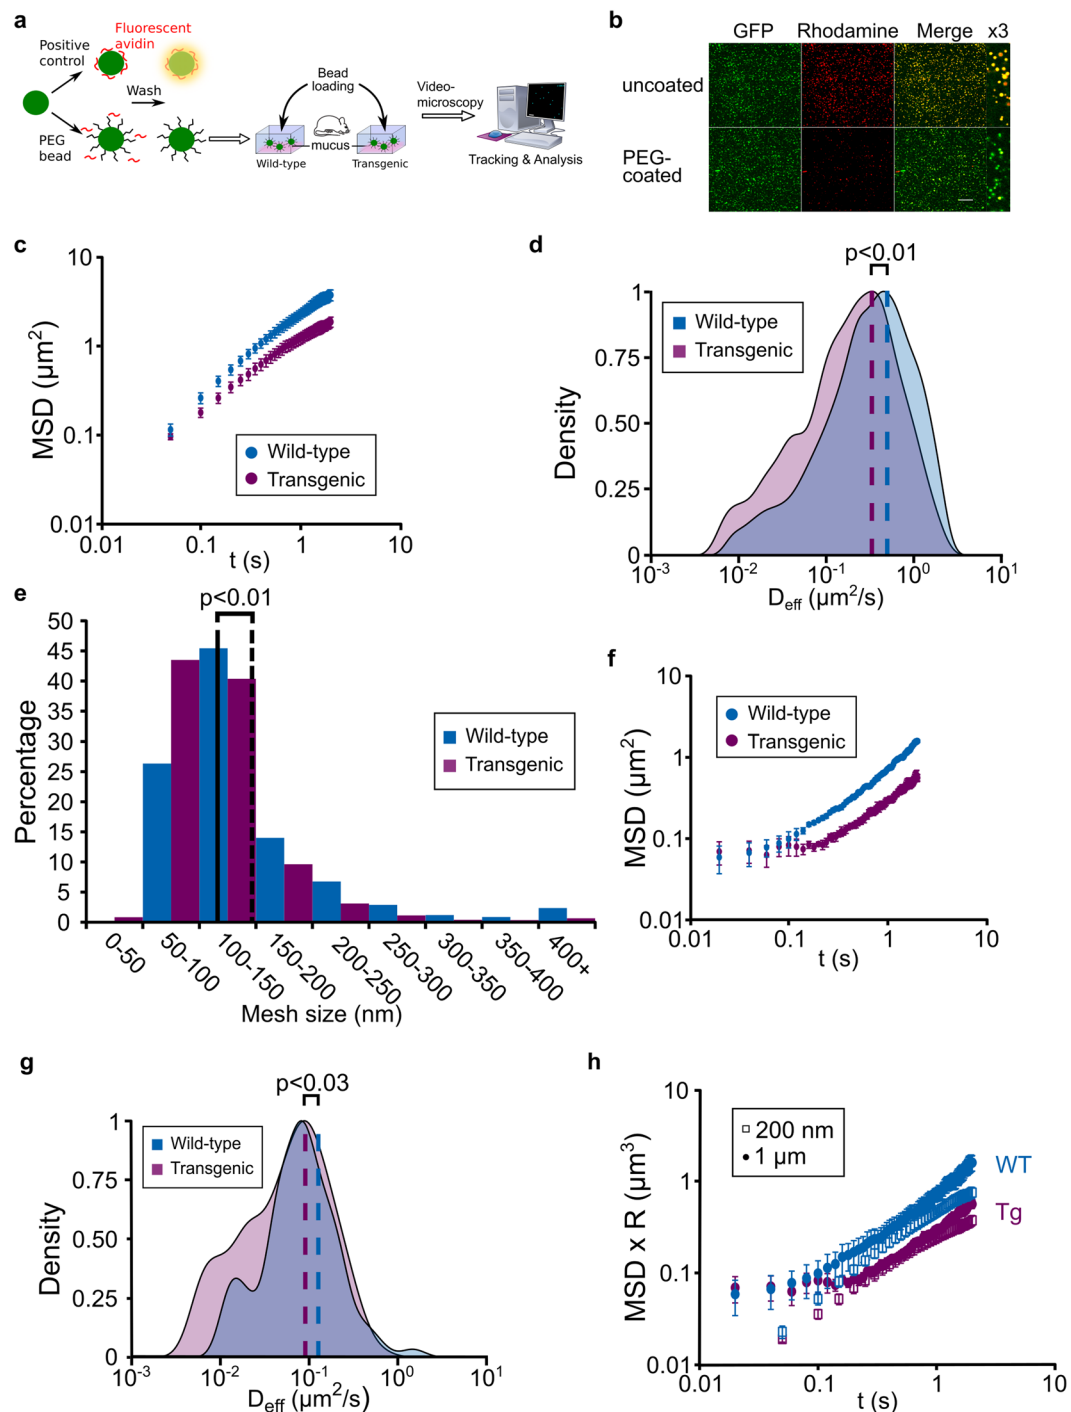 a
Positive
control
Fluorescent
avidin
Wash
PEG
bead
Bead
loading
mucus
Wild-type
Transgenic
Video-
microscopy
Tracking & Analysis
b
GFP Rhodamine Merge x3
uncoated
PEG-
coated
c
MSD (µm²)
10
1
0.1
0.01
0.01 0.1 1 10
t (s)
Wild-type
Transgenic
d
p<0.01
Wild-type
Transgenic
Density
1
0.75
0.50
0.25
0
10⁻³ 10⁻² 10⁻¹ 10⁰ 10¹
D_eff (µm²/s)
e
p<0.01
Percentage
50
45
40
35
30
25
20
15
10
5
0
0-50
50-100
100-150
150-200
200-250
250-300
300-350
350-400
400+
Mesh size (nm)
Wild-type
Transgenic
f
MSD (µm²)
10
1
0.1
0.01
0.01 0.1 1 10
t (s)
Wild-type
Transgenic
g
p<0.03
Wild-type
Transgenic
Density
1
0.75
0.50
0.25
0
10⁻³ 10⁻² 10⁻¹ 10⁰ 10¹
D_eff (µm²/s)
h
MSD x R (µm³)
10
1
0.1
0.01
0.01 0.1 1 10
t (s)
200 nm
1 µm
WT
Tg